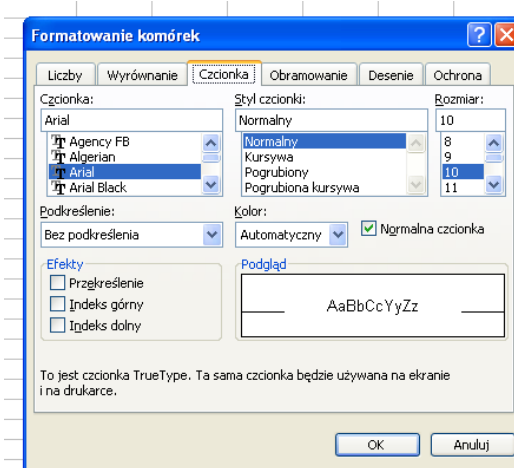 Formatowanie komórek
Liczby Wyrównanie Czcionka Obramowanie Desenie Ochrona
Czcionka: Styl czcionki: Rozmiar:
Arial Normalny 10
Agency FB Normalny 8
Algerian Kursywa 9
Arial Pogrubiony 10
Arial Black Pogrubiona kursywa 11
Podkreślenie: Kolor:
Bez podkreślenia Automatyczny Normalna czcionka
Efekty Podgląd
Przekreślenie
Indeks górny AaBbCcYyZz
Indeks dolny
To jest czcionka TrueType. Ta sama czcionka będzie używana na ekranie
i na drukarce.
OK Anuluj